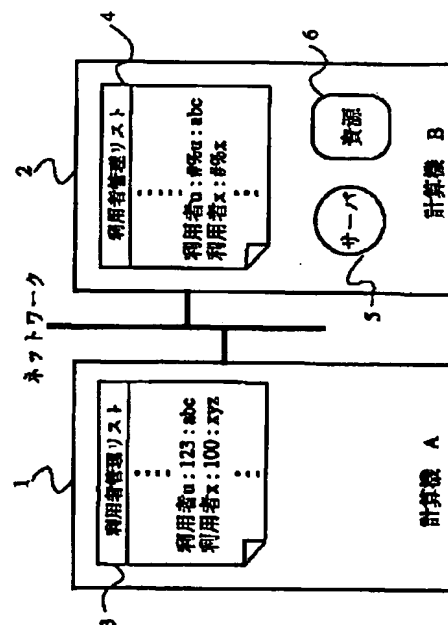 ネットワーク
1
利用者管理リスト
3
利用者u:123:abc
利用者x:100:xyz
計算機 A
2
利用者管理リスト
4
利用者u:#%u:abc
利用者x:#%x
サーバ
5
資源
6
計算機 B